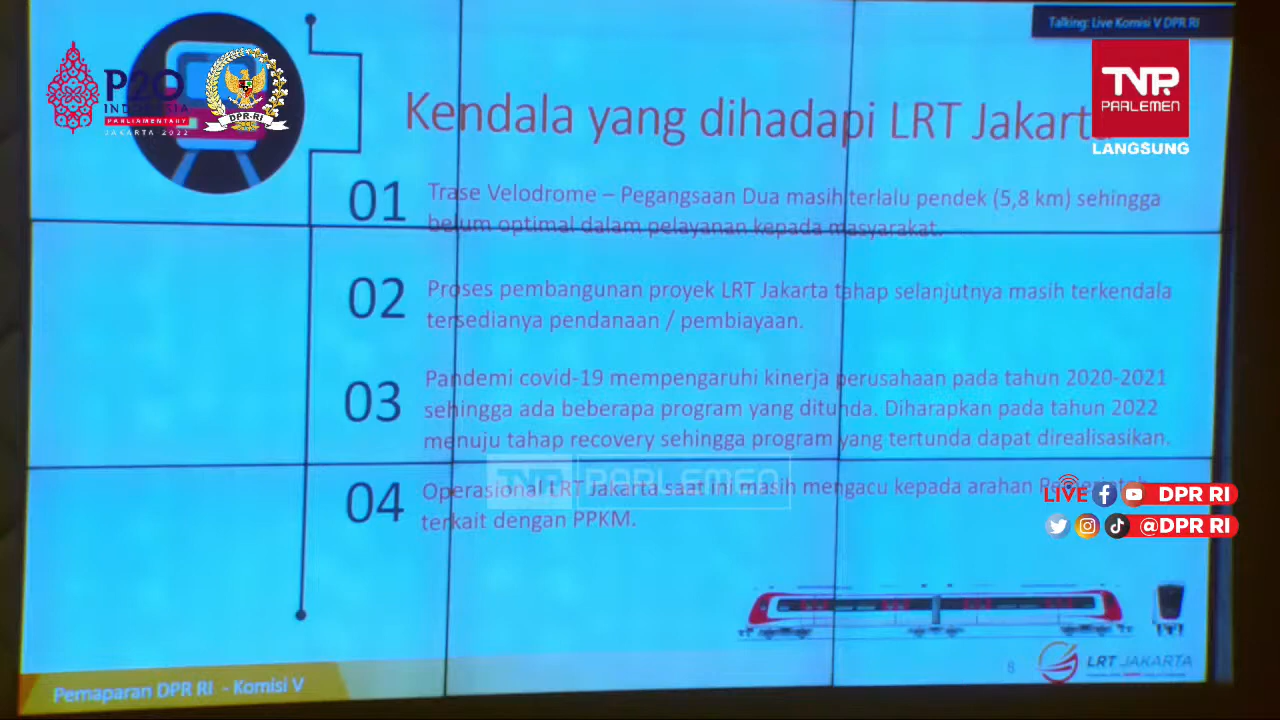 Talking: Live Komisi V DPR RI
P20
INDONESIA
PARLIAMENTARY
JAKARTA 2022
DPR-RI
TVR
PARLEMEN
LANGSUNG
Kendala yang dihadapi LRT Jakarta
01
Trase Velodrome – Pegangsaan Dua masih terlalu pendek (5,8 km) sehingga
belum optimal dalam pelayanan kepada masyarakat.
02
Proses pembangunan proyek LRT Jakarta tahap selanjutnya masih terkendala
tersedianya pendanaan / pembiayaan.
03
Pandemi covid-19 mempengaruhi kinerja perusahaan pada tahun 2020-2021
sehingga ada beberapa program yang ditunda. Diharapkan pada tahun 2022
menuju tahap recovery sehingga program yang tertunda dapat direalisasikan.
TVR PARLEMEN
04
Operasional LRT Jakarta saat ini masih mengacu kepada arahan Pemerintah
terkait dengan PPKM.
LIVE DPR RI
@DPR RI
8
LRT JAKARTA
Pemaparan DPR RI - Komisi V